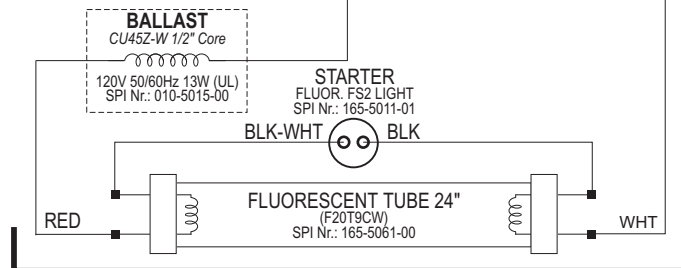 BALLAST
CU45Z-W 1/2" Core
120V 50/60Hz 13W (UL)
SPI Nr.: 010-5015-00
STARTER
FLUOR. FS2 LIGHT
SPI Nr.: 165-5011-01
BLK-WHT
BLK
FLUORESCENT TUBE 24"
(F20T9CW)
SPI Nr.: 165-5061-00
RED
WHT